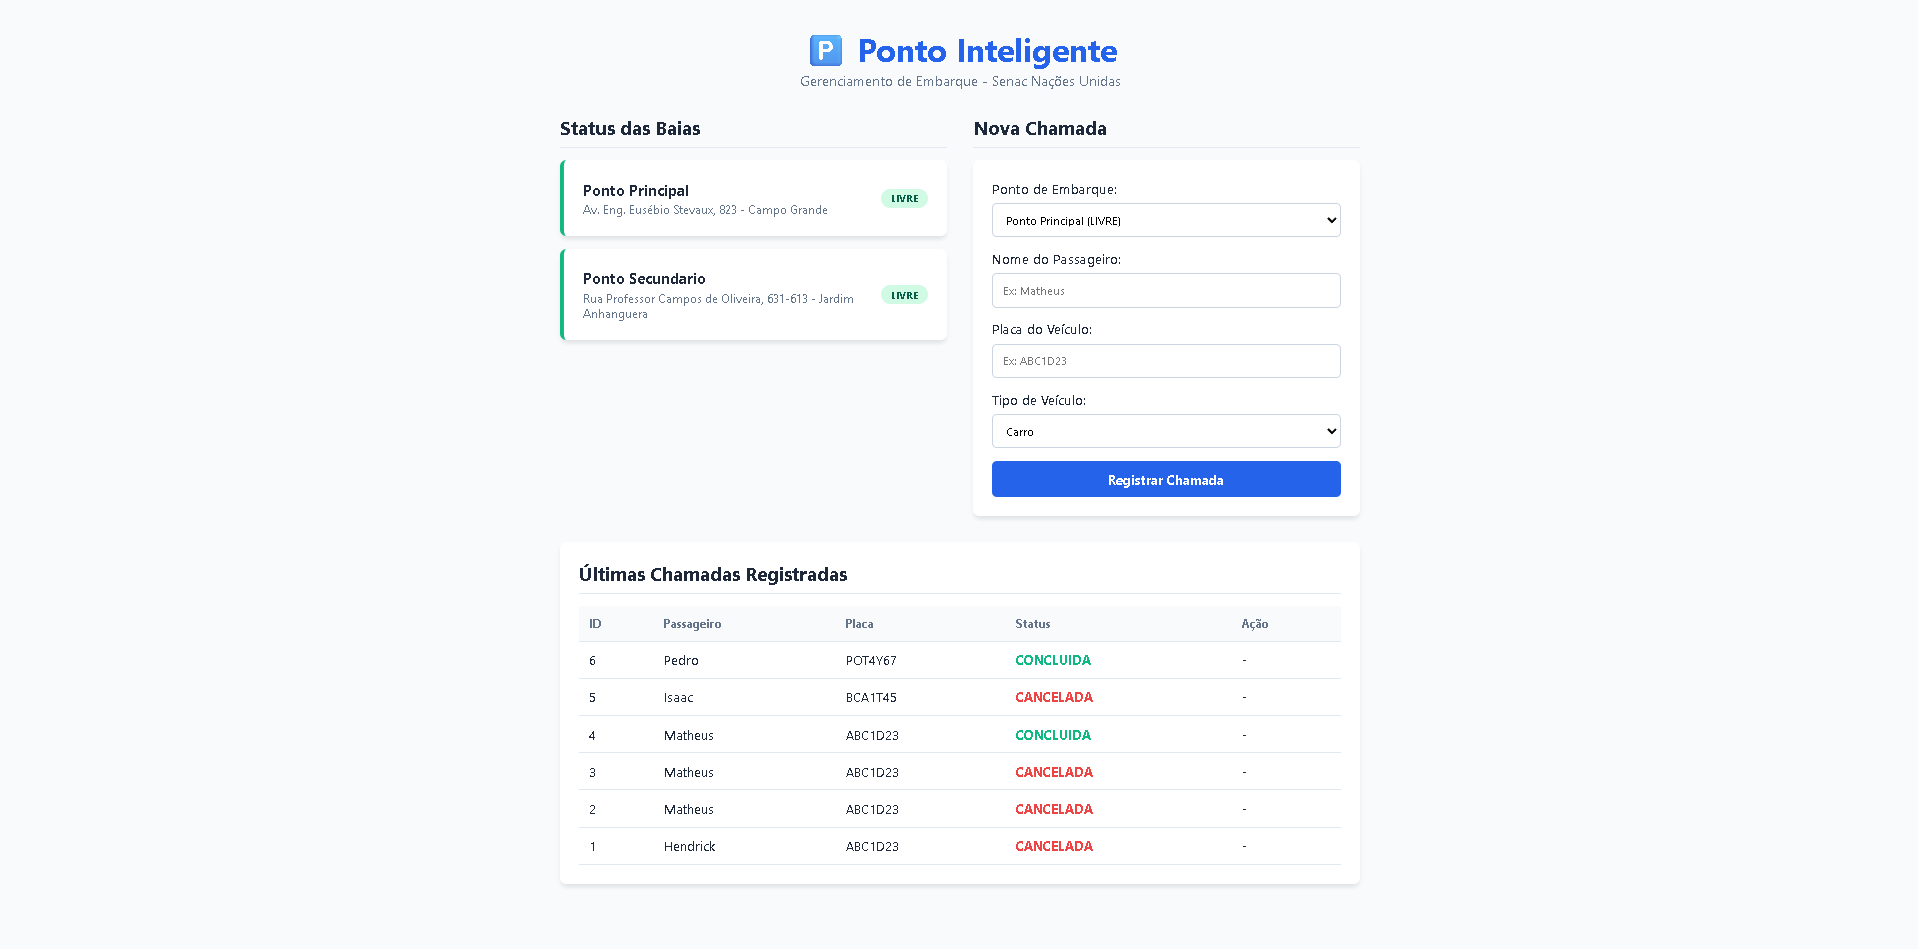 P Ponto Inteligente
Gerenciamento de Embarque - Senac Nações Unidas
Status das Baias
Ponto Principal
Av. Eng. Eusébio Stevaux, 823 - Campo Grande
LIVRE
Ponto Secundario
Rua Professor Campos de Oliveira, 631-613 - Jardim
Anhanguera
LIVRE
Nova Chamada
Ponto de Embarque:
Ponto Principal (LIVRE)
Nome do Passageiro:
Ex: Matheus
Placa do Veículo:
Ex: ABC1D23
Tipo de Veículo:
Carro
Registrar Chamada
Últimas Chamadas Registradas
ID Passageiro Placa Status Ação
6 Pedro POT4Y67 CONCLUIDA -
5 Isaac BCA1T45 CANCELADA -
4 Matheus ABC1D23 CONCLUIDA -
3 Matheus ABC1D23 CANCELADA -
2 Matheus ABC1D23 CANCELADA -
1 Hendrick ABC1D23 CANCELADA -